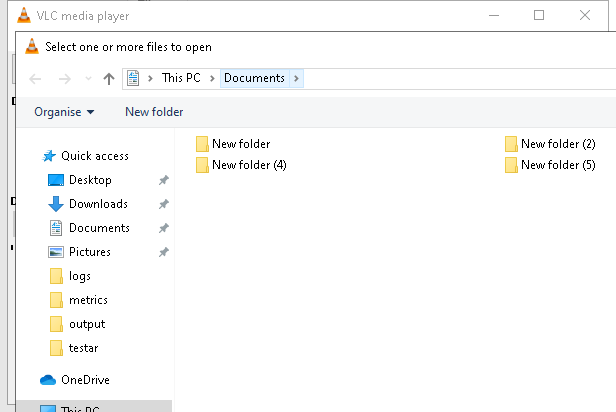 VLC media player
Select one or more files to open
This PC > Documents >
Organise New folder
Quick access
Desktop
Downloads
Documents
Pictures
logs
metrics
output
testar
OneDrive
This PC
New folder New folder (2)
New folder (4) New folder (5)